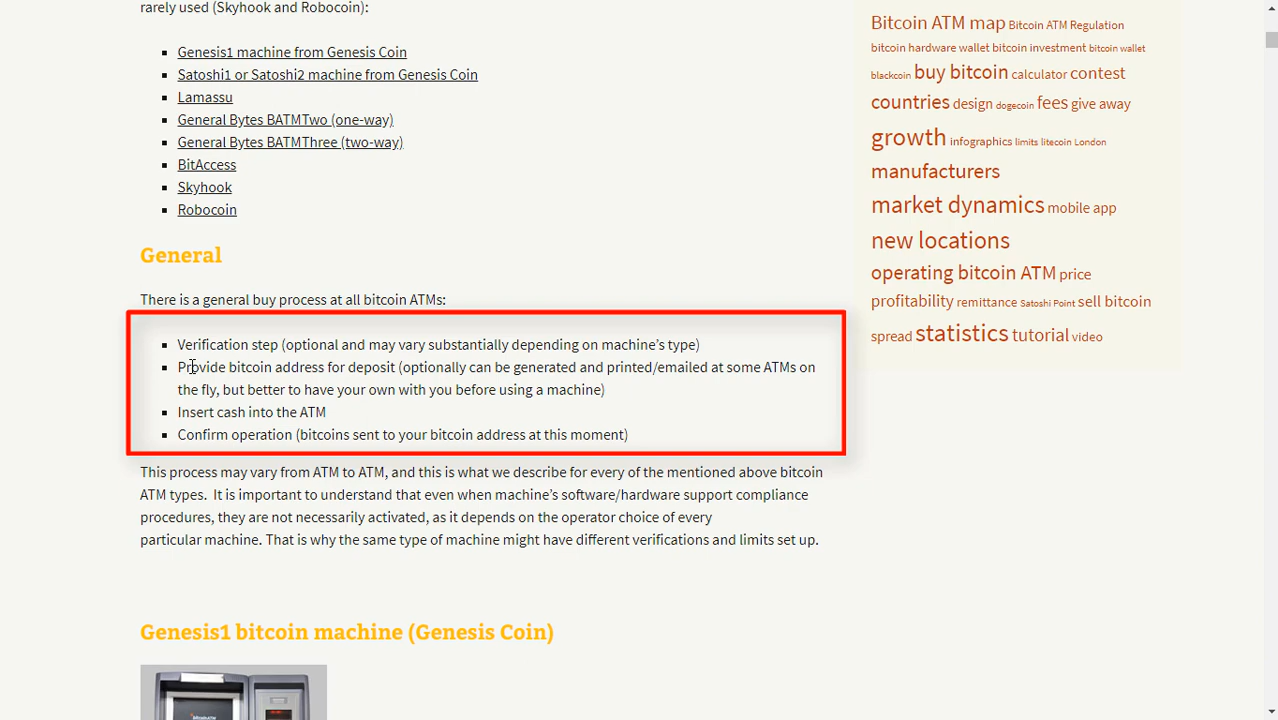 rarely used (Skyhook and Robocoin):
Genesis1 machine from Genesis Coin
Satoshi1 or Satoshi2 machine from Genesis Coin
Lamassu
General Bytes BATMTwo (one-way)
General Bytes BATMThree (two-way)
BitAccess
Skyhook
Robocoin
General
There is a general buy process at all bitcoin ATMs:
Verification step (optional and may vary substantially depending on machine's type)
Provide bitcoin address for deposit (optionally can be generated and printed/emailed at some ATMs on
the fly, but better to have your own with you before using a machine)
Insert cash into the ATM
Confirm operation (bitcoins sent to your bitcoin address at this moment)
This process may vary from ATM to ATM, and this is what we describe for every of the mentioned above bitcoin
ATM types. It is important to understand that even when machine's software/hardware support compliance
procedures, they are not necessarily activated, as it depends on the operator choice of every
particular machine. That is why the same type of machine might have different verifications and limits set up.
Genesis1 bitcoin machine (Genesis Coin)
Bitcoin ATM map Bitcoin ATM Regulation
bitcoin hardware wallet bitcoin investment bitcoin wallet
blackcoin buy bitcoin calculator contest
countries design dogecoin fees give away
growth infographics limits litecoin London
manufacturers
market dynamics mobile app
new locations
operating bitcoin ATM price
profitability remittance Satoshi Point sell bitcoin
spread statistics tutorial video